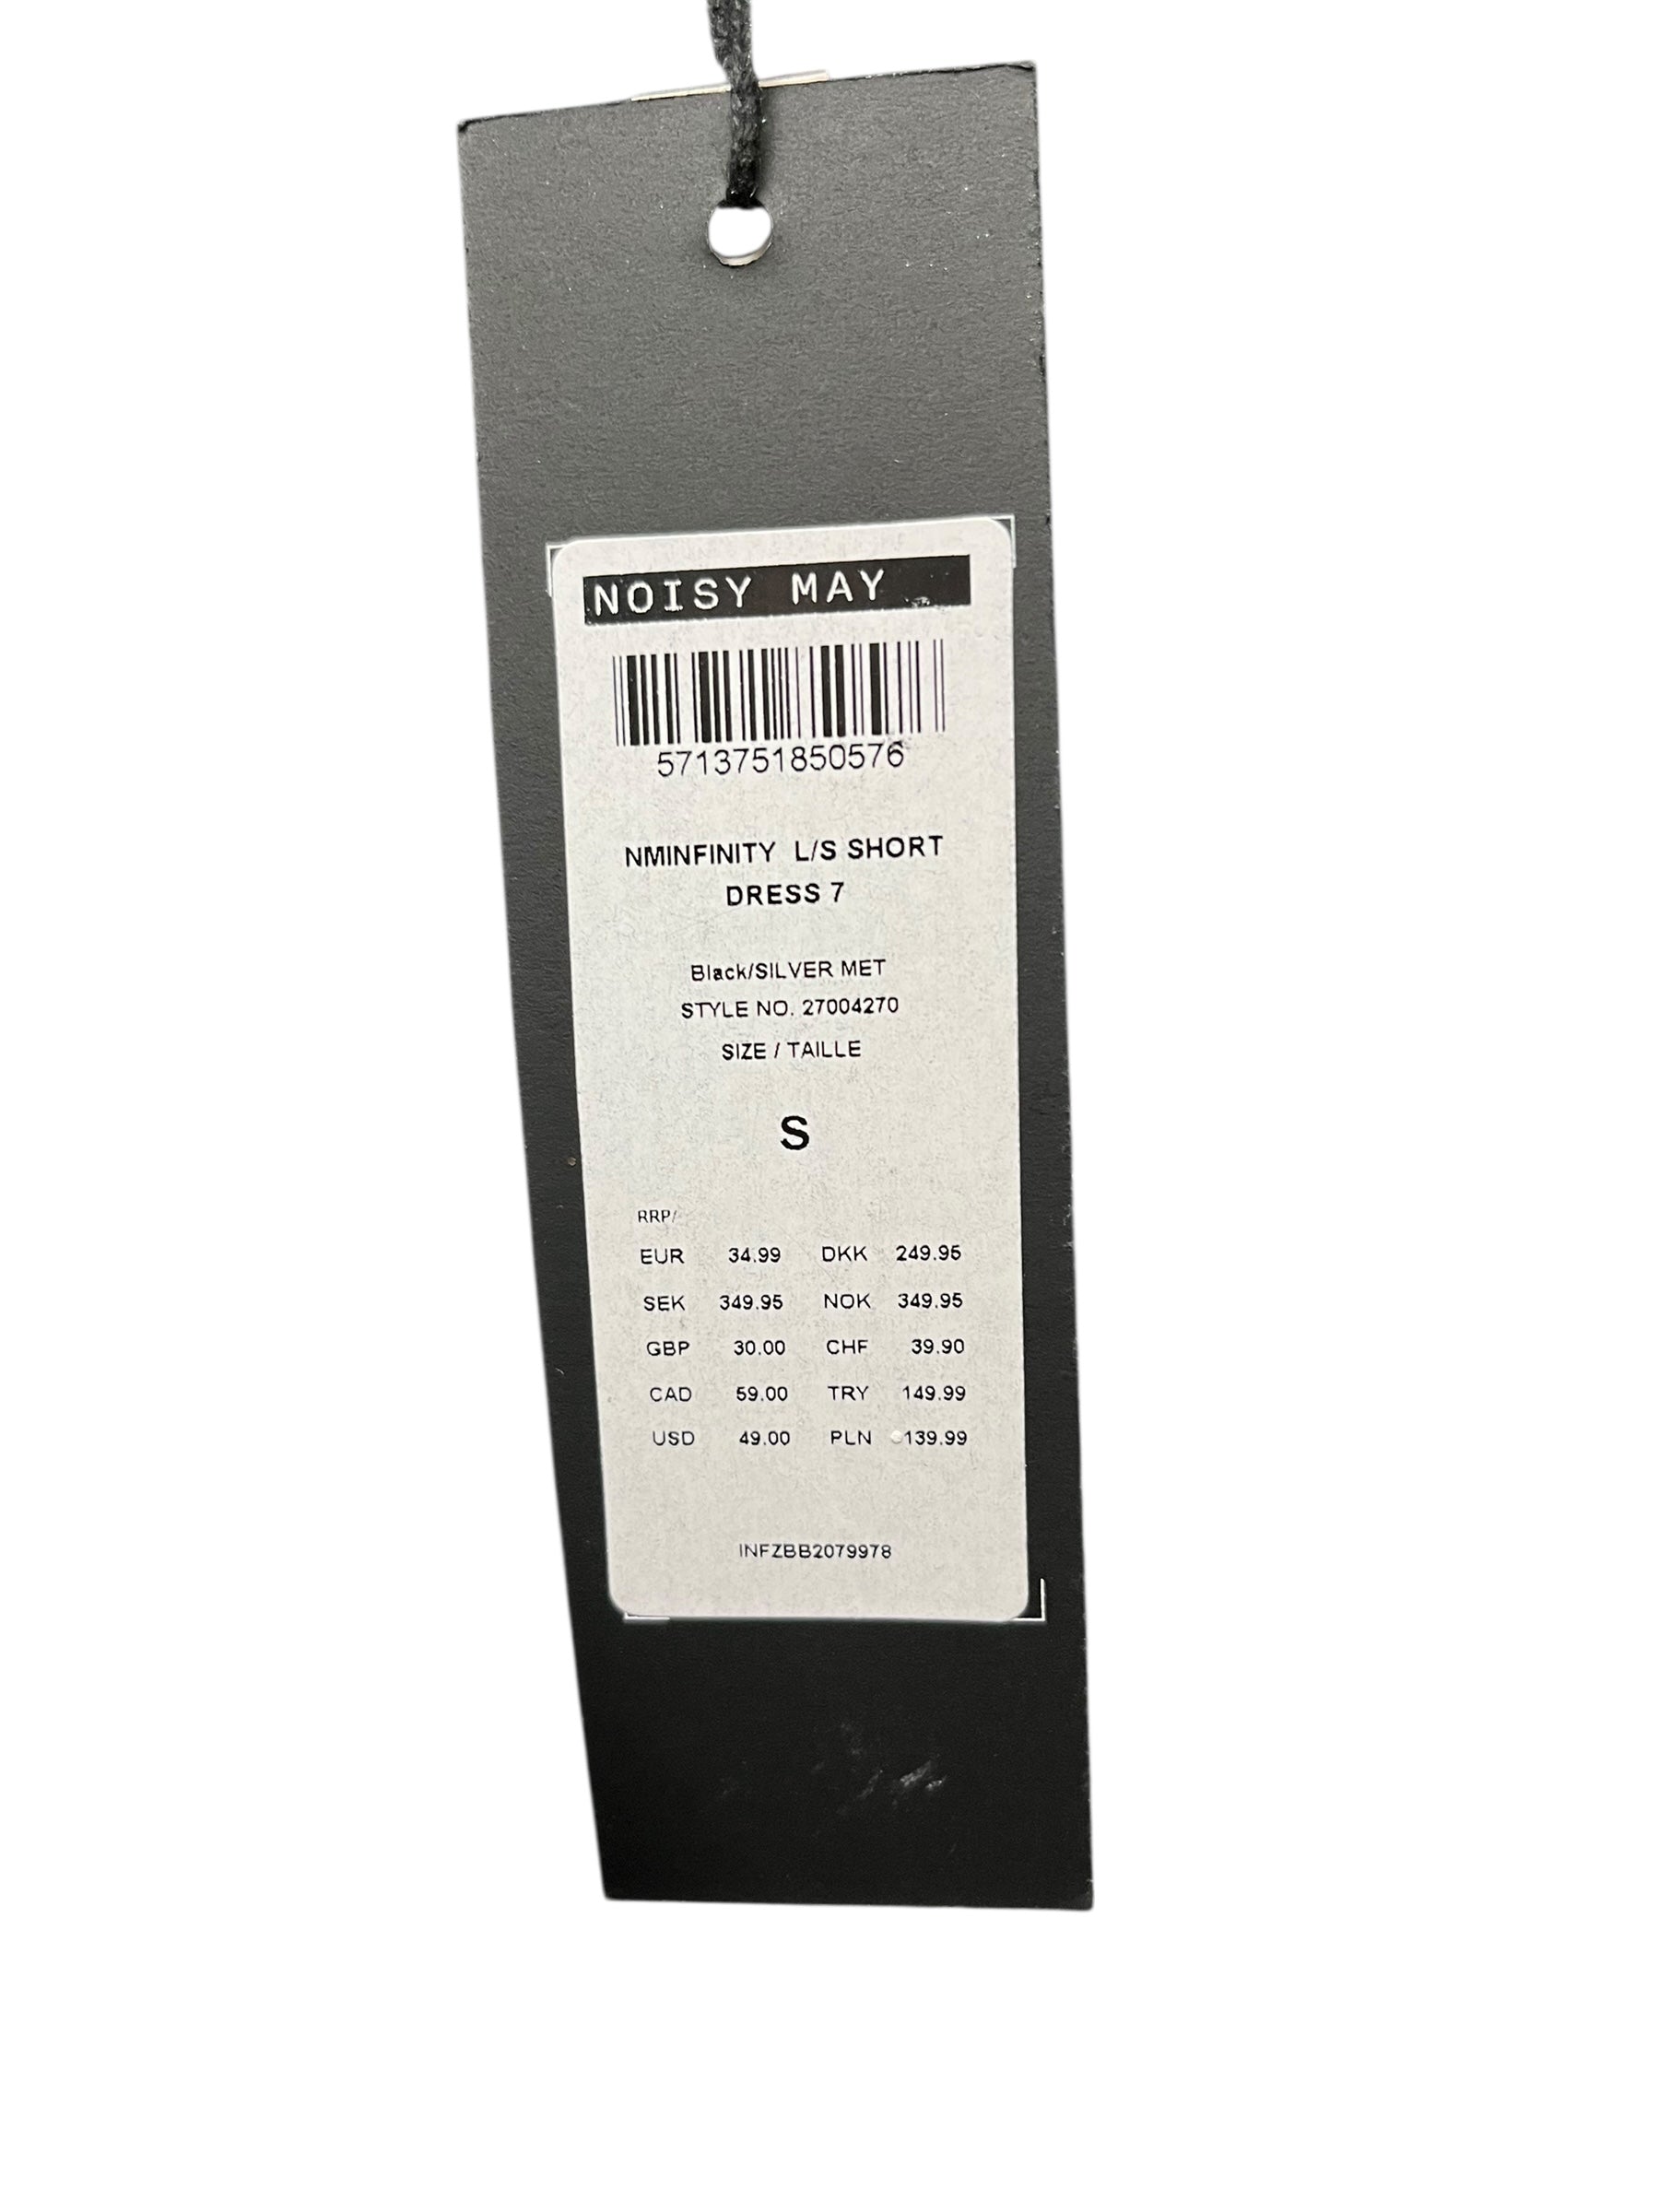 NOISY MAY
5713751850576
NMINFINITY L/S SHORT
DRESS 7
Black/SILVER MET
STYLE NO. 27004270
SIZE / TAILLE
S
RRP/
EUR 34.99 DKK 249.95
SEK 349.95 NOK 349.95
GBP 30.00 CHF 39.90
CAD 59.00 TRY 149.99
USD 49.00 PLN 139.99
INFZBB2079978